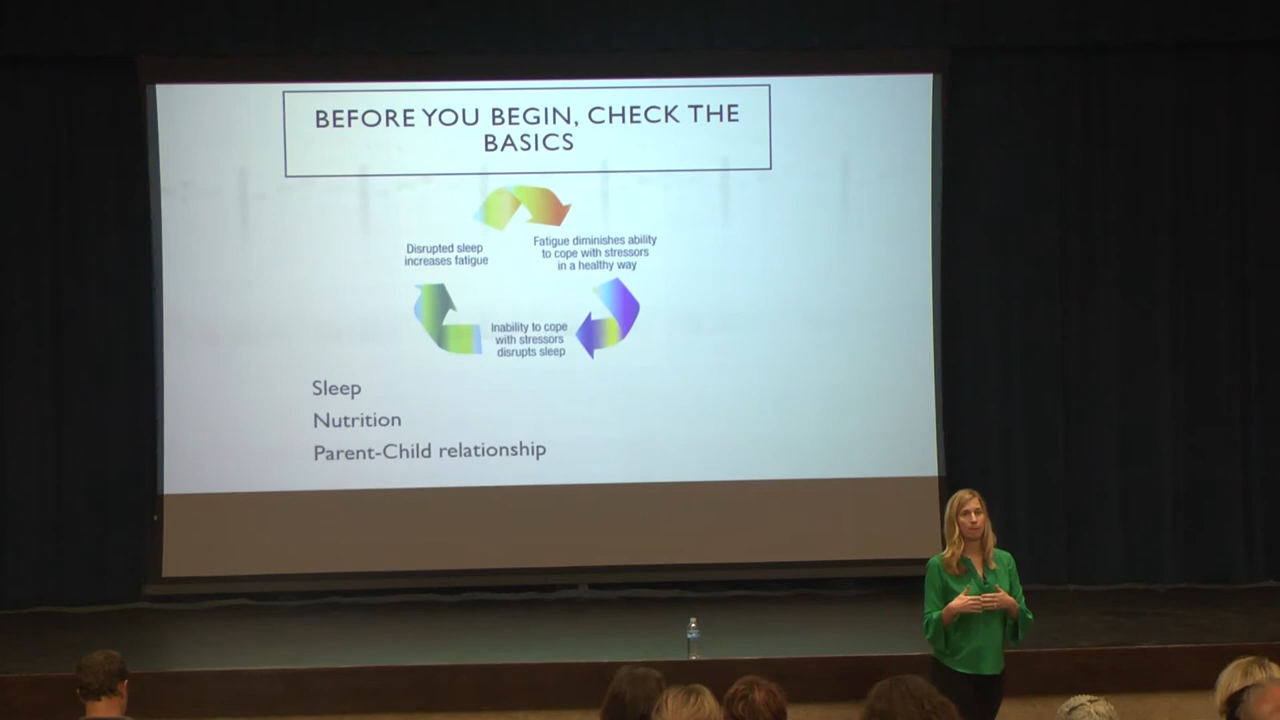 BEFORE YOU BEGIN, CHECK THE
BASICS
Disrupted sleep
increases fatigue
Fatigue diminishes ability
to cope with stressors
in a healthy way
Inability to cope
with stressors
disrupts sleep
Sleep
Nutrition
Parent-Child relationship